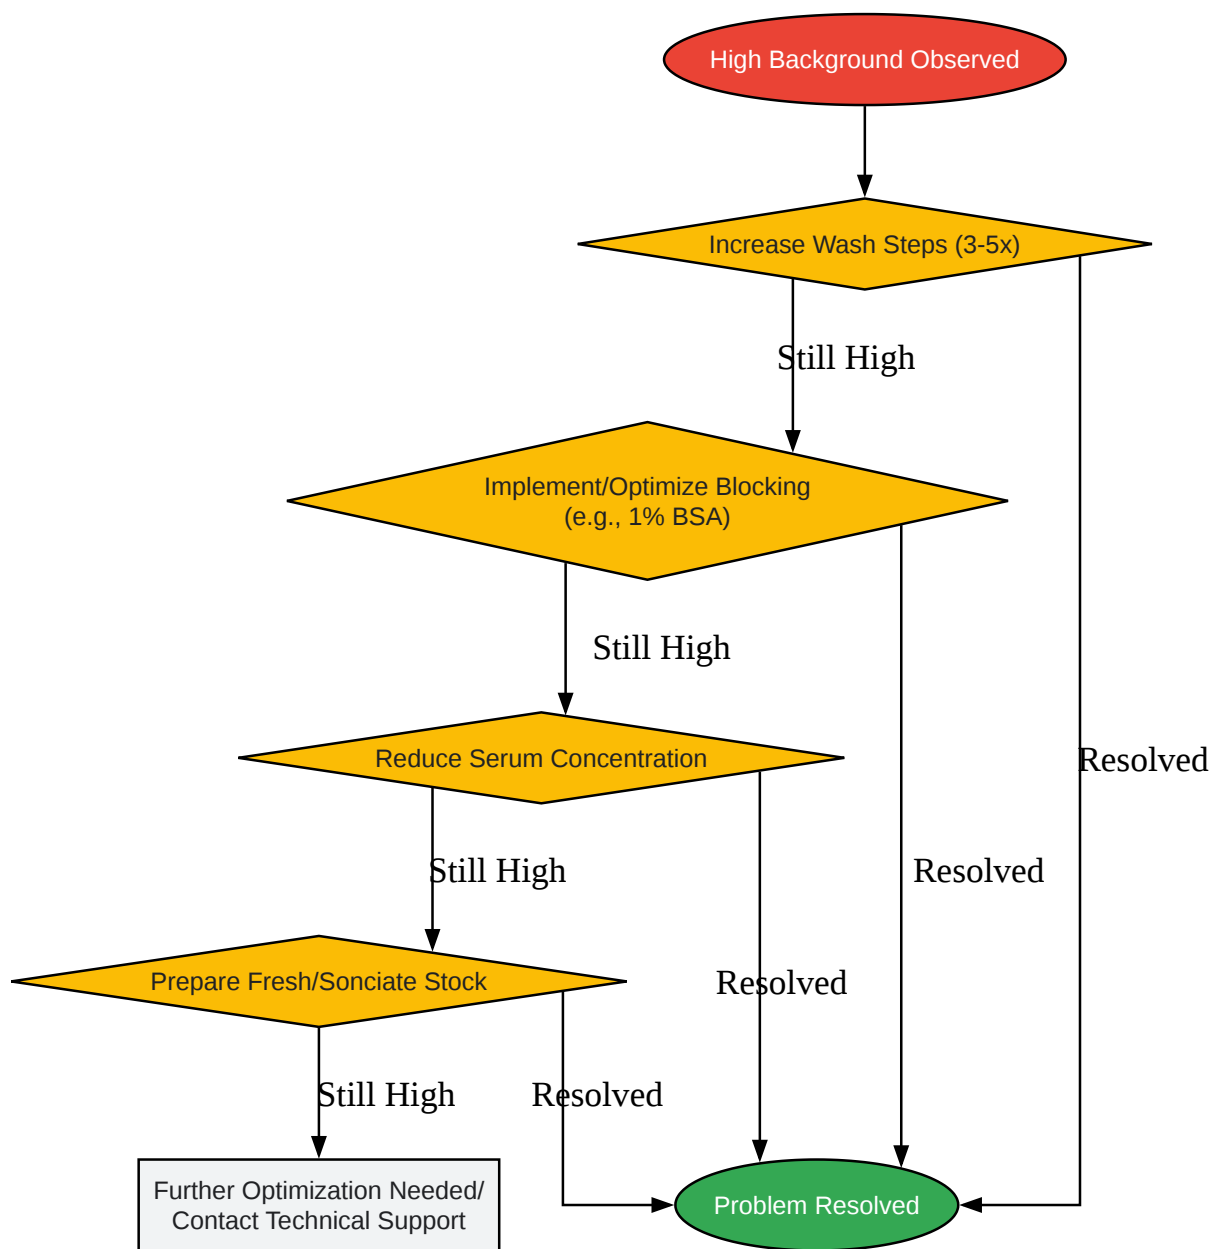 High Background Observed
Increase Wash Steps (3-5x)
Still High
Implement/Optimize Blocking
(e.g., 1% BSA)
Still High
Reduce Serum Concentration
Resolved
Still High
Resolved
Prepare Fresh/Sonciate Stock
Resolved
Still High
Resolved
Further Optimization Needed/
Contact Technical Support
Problem Resolved